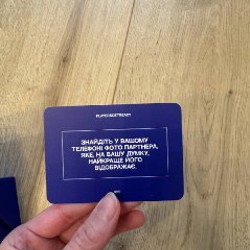 ЗНАЙДІТЬ У ВАШОМУ
ТЕЛЕФОНІ ФОТО ПАРТНЕРА,
ЯКЕ, НА ВАШУ ДУМКУ,
НАЙКРАЩЕ ЙОГО
ВІДОБРАЖАЄ.